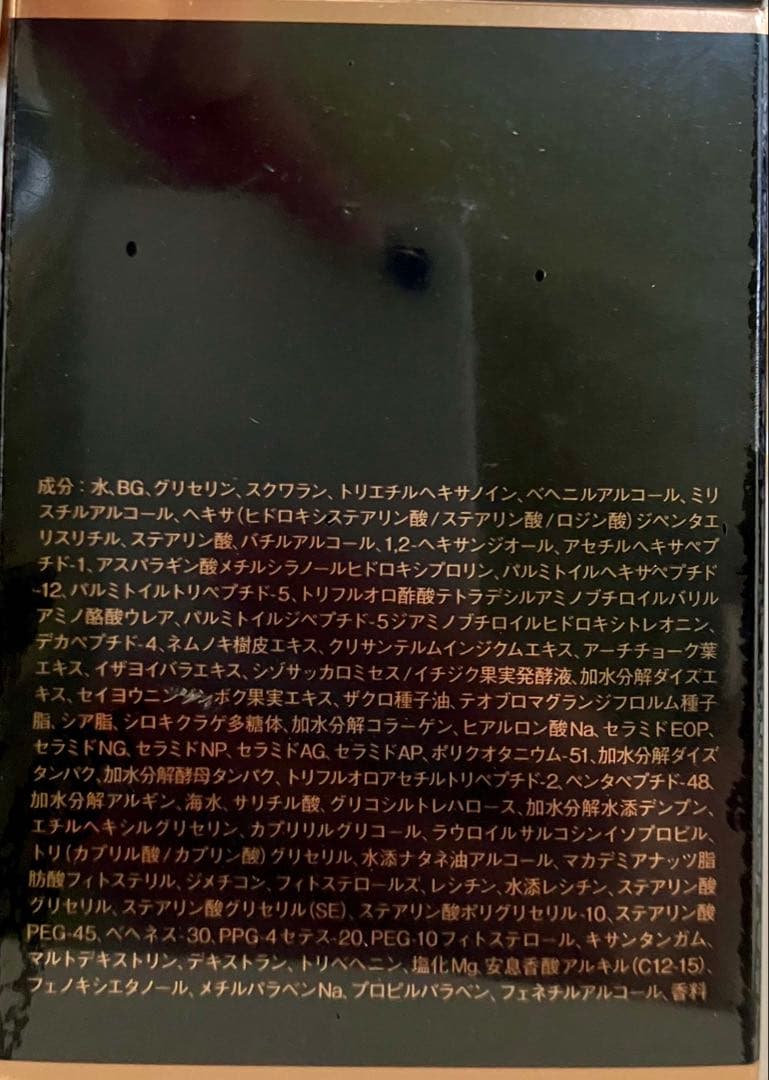 成分：水、BG、グリセリン、スクワラン、トリエチルヘキサノイン、ベヘニルアルコール、ミリ
スチルアルコール、ヘキサ(ヒドロキシステアリン酸/ステアリン酸/ロジン酸)ジペンタエ
リスリチル、ステアリン酸、バチルアルコール、1,2-ヘキサンジオール、アセチルヘキサペプ
チド-1、アスパラギン酸メチルシラノールヒドロキシプロリン、パルミトイルヘキサペプチド
-12、パルミトイルトリペプチド-5、トリフルオロ酢酸テトラデシルアミノブチロイルバリル
アミノ酪酸ウレア、パルミトイルジペプチド-5ジアミノブチロイルヒドロキシトレオニン、
デカペプチド-4、ネムノキ樹皮エキス、クリサンテルムインジクムエキス、アーチチョーク葉
エキス、イザヨイバラエキス、シゾサッカロミセス/イチジク果実発酵液、加水分解ダイズエ
キス、セイヨウニンジンボク果実エキス、ザクロ種子油、テオブロマグランジフロルム種子
脂、シア脂、シロキクラゲ多糖体、加水分解コラーゲン、ヒアルロン酸Na、セラミドEOP、
セラミドNG、セラミドNP、セラミドAG、セラミドAP、ポリクオタニウム-51、加水分解ダイズ
タンパク、加水分解酵母タンパク、トリフルオロアセチルトリペプチド-2、ペンタペプチド-48、
加水分解アルギン、海水、サリチル酸、グリコシルトレハロース、加水分解水添デンプン、
エチルヘキシルグリセリン、カプリリルグリコール、ラウロイルサルコシンイソプロピル、
トリ(カプリル酸/カプリン酸)グリセリル、水添ナタネ油アルコール、マカデミアナッツ脂
肪酸フィトステリル、ジメチコン、フィトステロールズ、レシチン、水添レシチン、ステアリン酸
グリセリル、ステアリン酸グリセリル(SE)、ステアリン酸ポリグリセリル-10、ステアリン酸
PEG-45、ベヘネス-30、PPG-4セテス-20、PEG-10フィトステロール、キサンタンガム、
マルトデキストリン、デキストラン、トリベヘニン、塩化Mg、安息香酸アルキル(C12-15)、
フェノキシエタノール、メチルパラベンNa、プロピルパラベン、フェネチルアルコール、香料